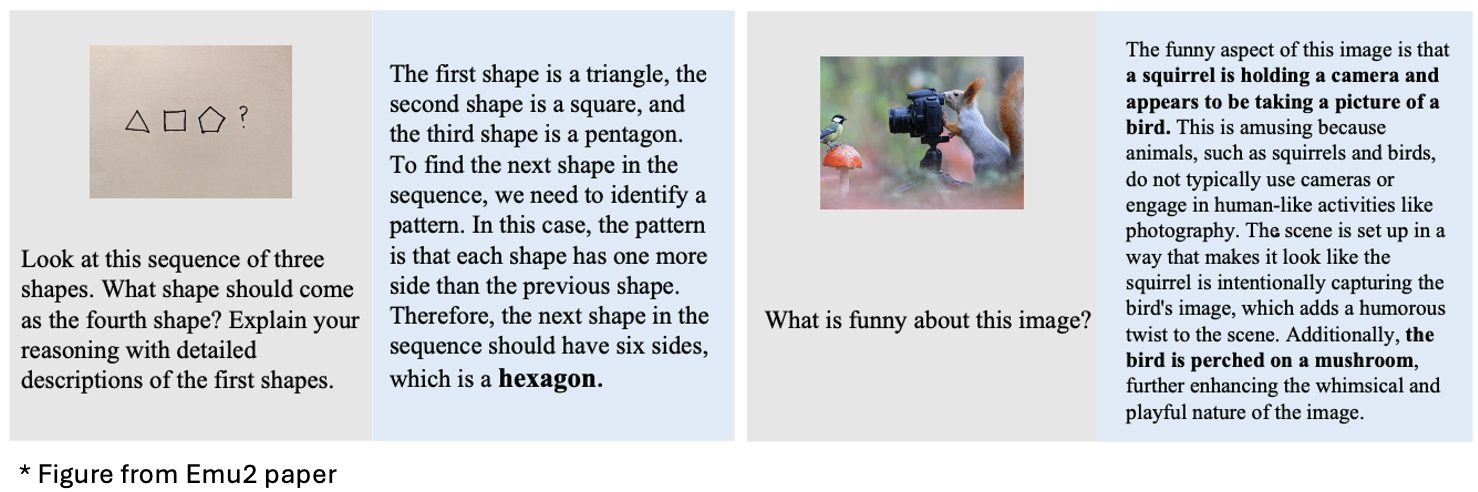 ?
Look at this sequence of three
shapes. What shape should come
as the fourth shape? Explain your
reasoning with detailed
descriptions of the first shapes.
The first shape is a triangle, the
second shape is a square, and
the third shape is a pentagon.
To find the next shape in the
sequence, we need to identify a
pattern. In this case, the pattern
is that each shape has one more
side than the previous shape.
Therefore, the next shape in the
sequence should have six sides,
which is a hexagon.
What is funny about this image?
The funny aspect of this image is that
a squirrel is holding a camera and
appears to be taking a picture of a
bird. This is amusing because
animals, such as squirrels and birds,
do not typically use cameras or
engage in human-like activities like
photography. The scene is set up in a
way that makes it look like the
squirrel is intentionally capturing the
bird's image, which adds a humorous
twist to the scene. Additionally, the
bird is perched on a mushroom,
further enhancing the whimsical and
playful nature of the image.
* Figure from Emu2 paper